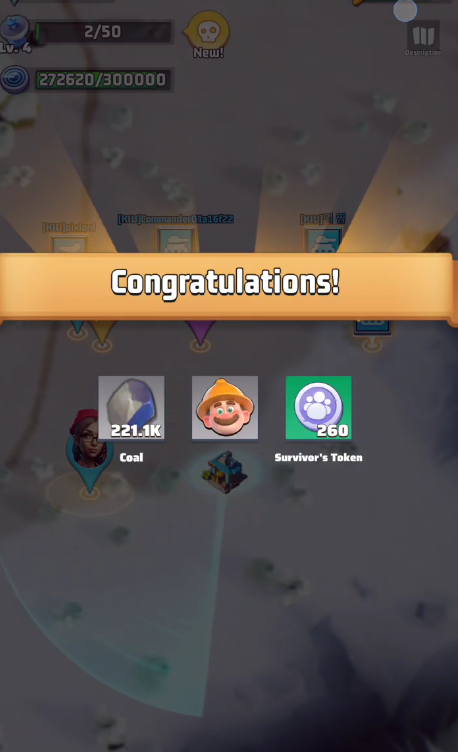 2/50
Lv. 4
New!
Description
272620/300000
Congratulations!
221.1K
260
Coal
Survivor's Token